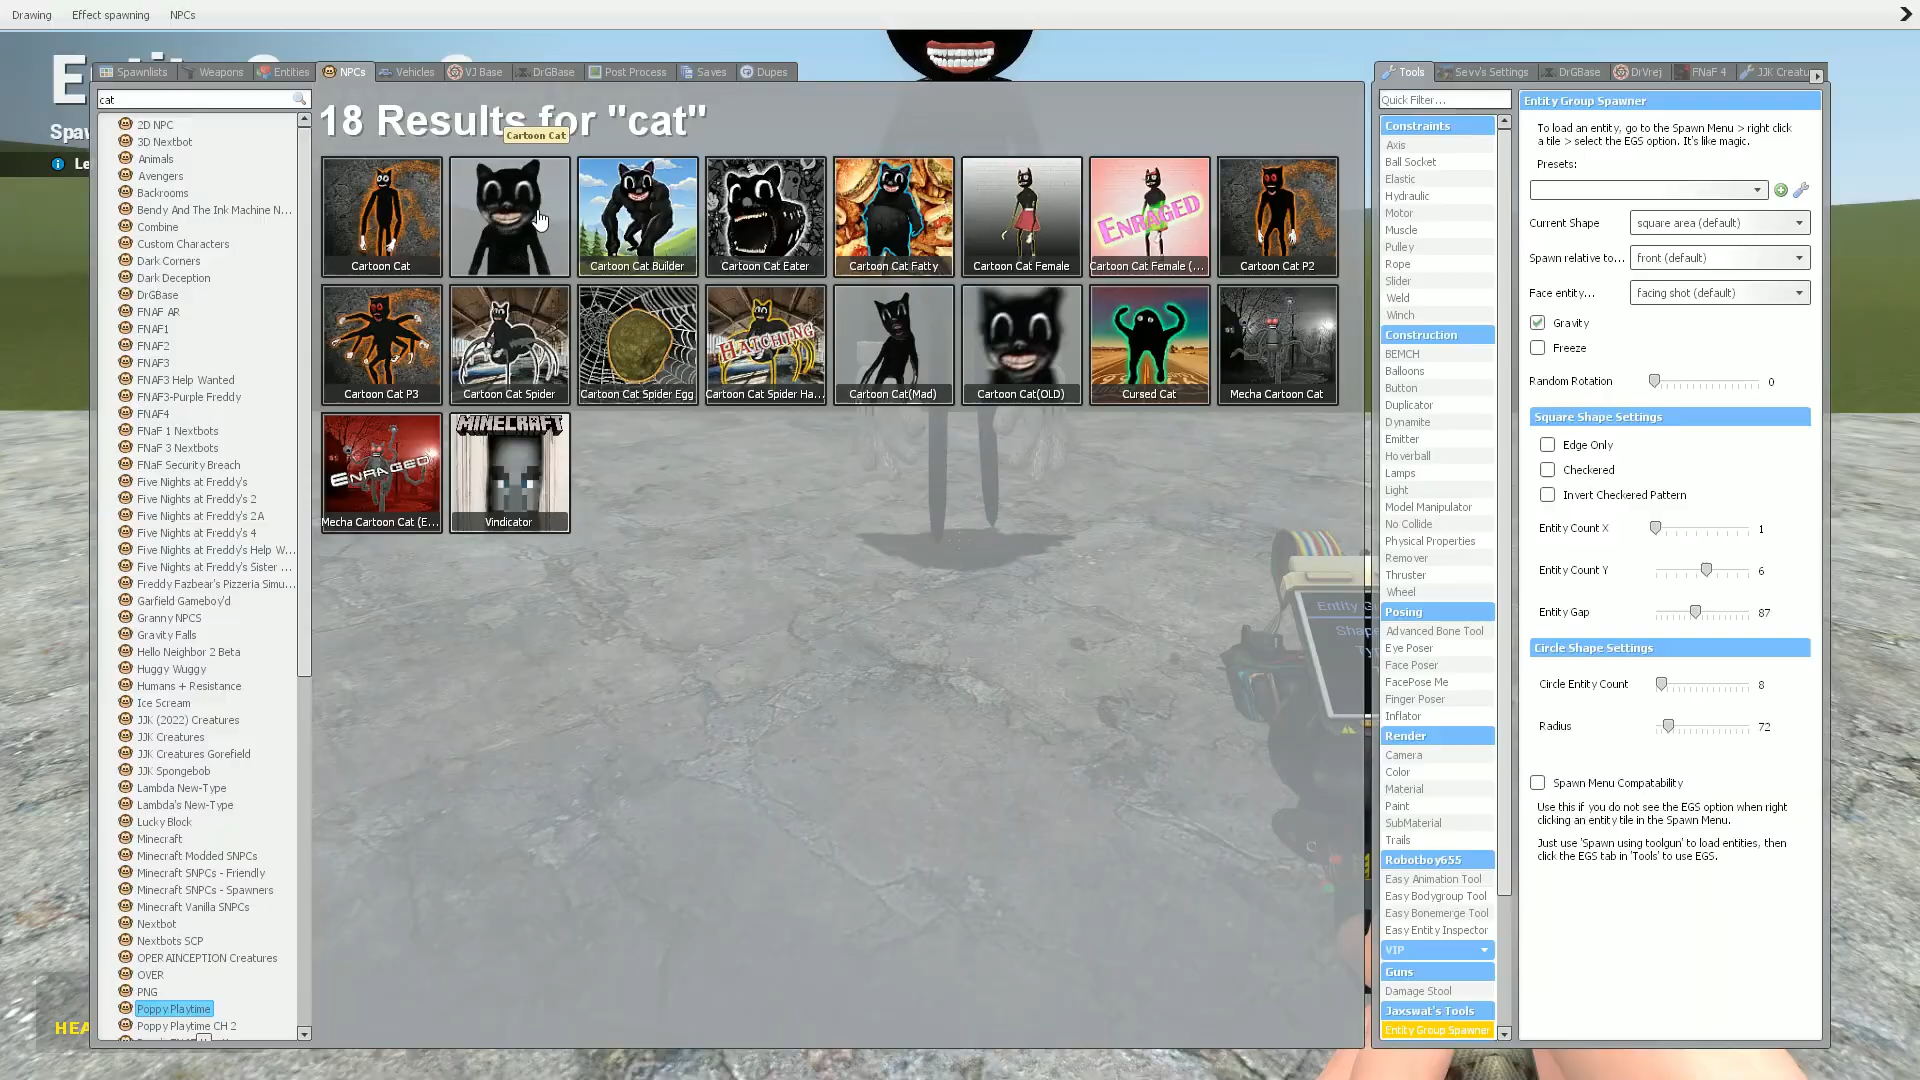 Drawing
Effect spawning
NPCs
Spawnlists
Weapons
Entities
NPCs
Vehicles
VJ Base
DrGBase
Post Process
Saves
Dupes
cat
2D NPC
3D Nextbot
Animals
Avengers
Backrooms
Bendy And The Ink Machine N...
Combine
Custom Characters
Dark Corners
Dark Deception
DrGBase
FNAF AR
FNAF1
FNAF2
FNAF3
FNAF3 Help Wanted
FNAF3-Purple Freddy
FNAF4
FNaF 1 Nextbots
FNaF 3 Nextbots
FNaF Security Breach
Five Nights at Freddy's
Five Nights at Freddy's 2
Five Nights at Freddy's 2A
Five Nights at Freddy's 4
Five Nights at Freddy's Help W...
Five Nights at Freddy's Sister ...
Freddy Fazbear's Pizzeria Simu...
Garfield Gameboy'd
Granny NPCS
Gravity Falls
Hello Neighbor 2 Beta
Huggy Wuggy
Humans + Resistance
Ice Scream
JJK (2022) Creatures
JJK Creatures
JJK Creatures Gorefield
JJK Spongebob
Lambda New-Type
Lambda's New-Type
Lucky Block
Minecraft
Minecraft Modded SNPCs
Minecraft SNPCs - Friendly
Minecraft SNPCs - Spawners
Minecraft Vanilla SNPCs
Nextbot
Nextbots SCP
OPERAINCEPTION Creatures
OVER
PNG
Poppy Playtime
Poppy Playtime CH 2
18 Results for "cat"
Cartoon Cat
Cartoon Cat
Cartoon Cat Builder
Cartoon Cat Eater
Cartoon Cat Fatty
Cartoon Cat Female
ENRAGED
Cartoon Cat Female (...
Cartoon Cat P2
Cartoon Cat P3
Cartoon Cat Spider
Cartoon Cat Spider Egg
HATCHING
Cartoon Cat Spider Ha...
Cartoon Cat(Mad)
Cartoon Cat(OLD)
Cursed Cat
Mecha Cartoon Cat
ENRAGED
Mecha Cartoon Cat (E...
MINECRAFT
Vindicator
HEA
Tools
Sevv's Settings
DrGBase
DrVrej
FNaF 4
JJK Creatu
Quick Filter...
Constraints
Axis
Ball Socket
Elastic
Hydraulic
Motor
Muscle
Pulley
Rope
Slider
Weld
Winch
Construction
BEMCH
Balloons
Button
Duplicator
Dynamite
Emitter
Hoverball
Lamps
Light
Model Manipulator
No Collide
Physical Properties
Remover
Thruster
Wheel
Posing
Advanced Bone Tool
Eye Poser
Face Poser
FacePose Me
Finger Poser
Inflator
Render
Camera
Color
Material
Paint
SubMaterial
Trails
Robotboy655
Easy Animation Tool
Easy Bodygroup Tool
Easy Bonemerge Tool
Easy Entity Inspector
VIP
Guns
Damage Stool
Jaxswat's Tools
Entity Group Spawner
Entity Group Spawner
To load an entity, go to the Spawn Menu > right click
a tile > select the EGS option. It's like magic.
Presets:
Current Shape square area (default)
Spawn relative to... front (default)
Face entity... facing shot (default)
Gravity
Freeze
Random Rotation 0
Square Shape Settings
Edge Only
Checkered
Invert Checkered Pattern
Entity Count X 1
Entity Count Y 6
Entity Gap 87
Circle Shape Settings
Circle Entity Count 8
Radius 72
Spawn Menu Compatability
Use this if you do not see the EGS option when right
clicking an entity tile in the Spawn Menu.
Just use 'Spawn using toolgun' to load entities, then
click the EGS tab in 'Tools' to use EGS.